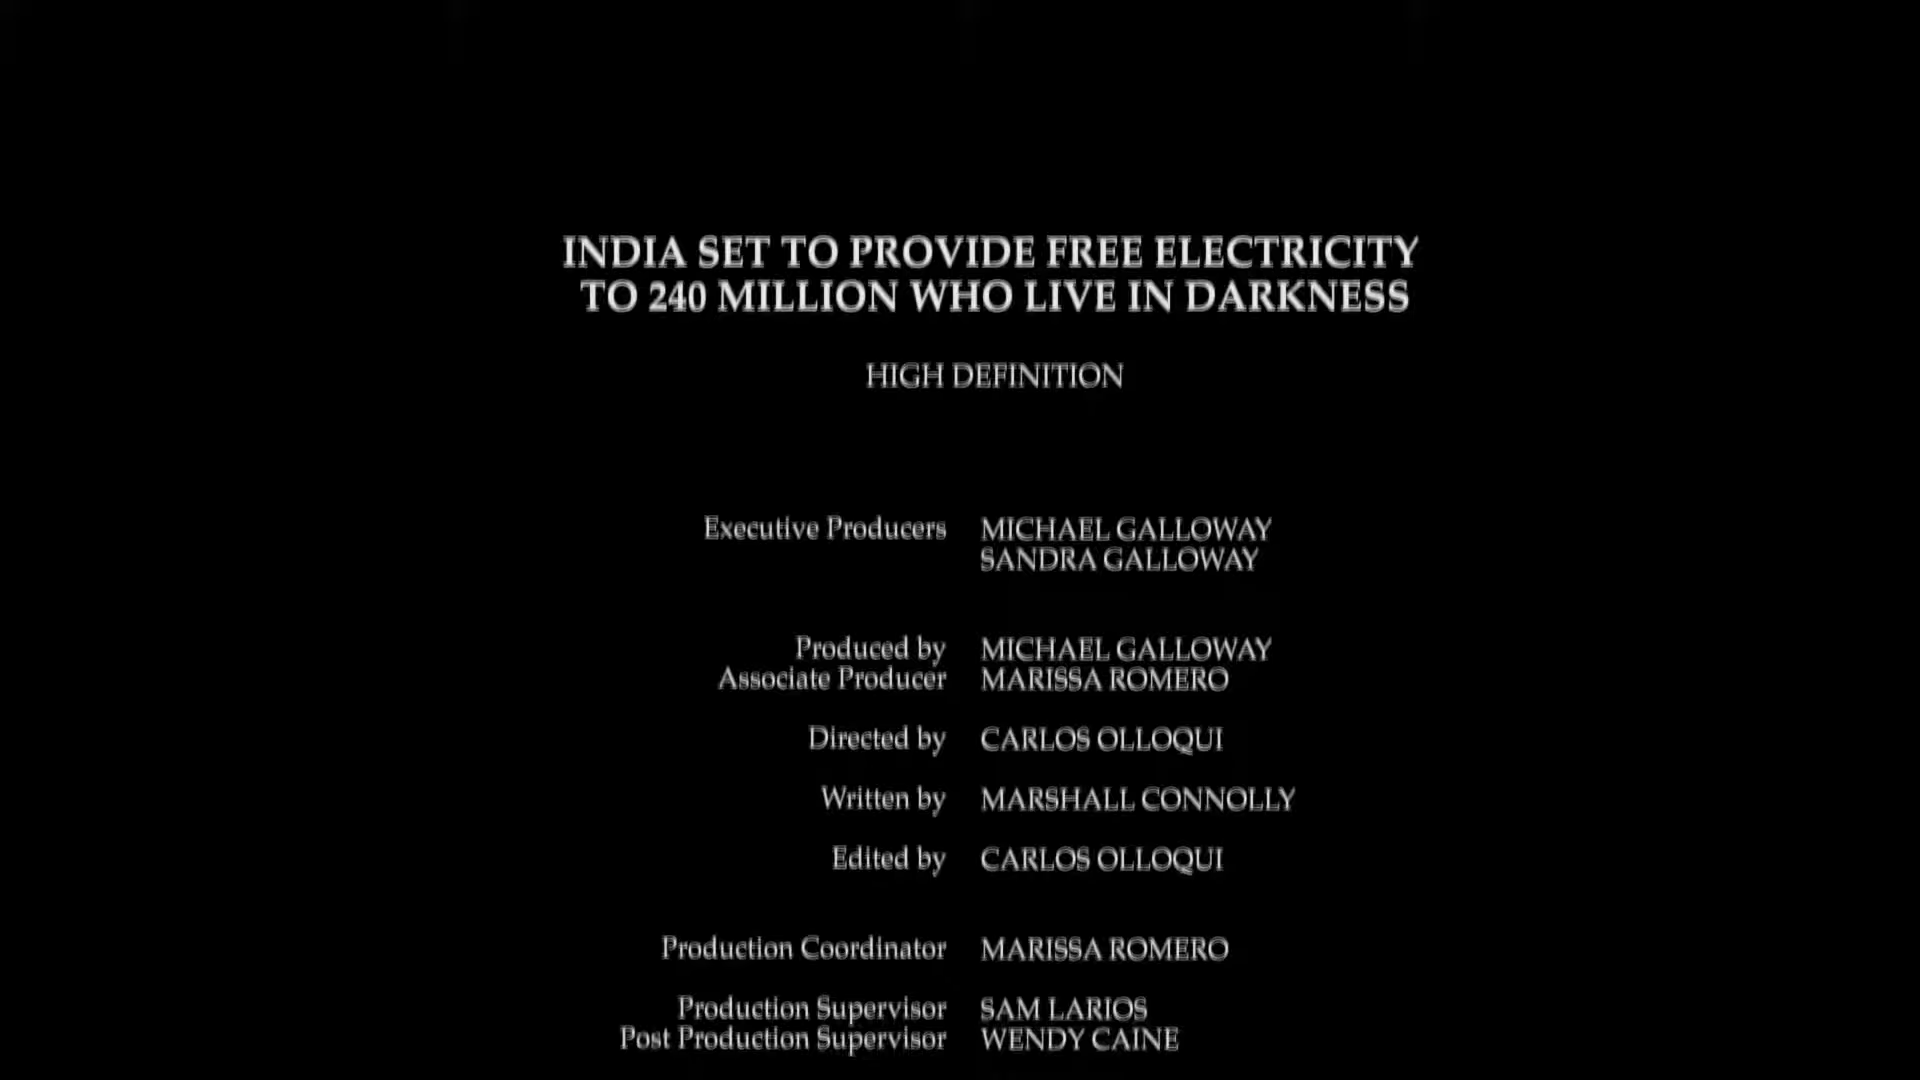 INDIA SET TO PROVIDE FREE ELECTRICITY
TO 240 MILLION WHO LIVE IN DARKNESS
HIGH DEFINITION
Executive Producers MICHAEL GALLOWAY
SANDRA GALLOWAY
Produced by MICHAEL GALLOWAY
Associate Producer MARISSA ROMERO
Directed by CARLOS OLLOQUI
Written by MARSHALL CONNOLLY
Edited by CARLOS OLLOQUI
Production Coordinator MARISSA ROMERO
Production Supervisor SAM LARIOS
Post Production Supervisor WENDY CAINE